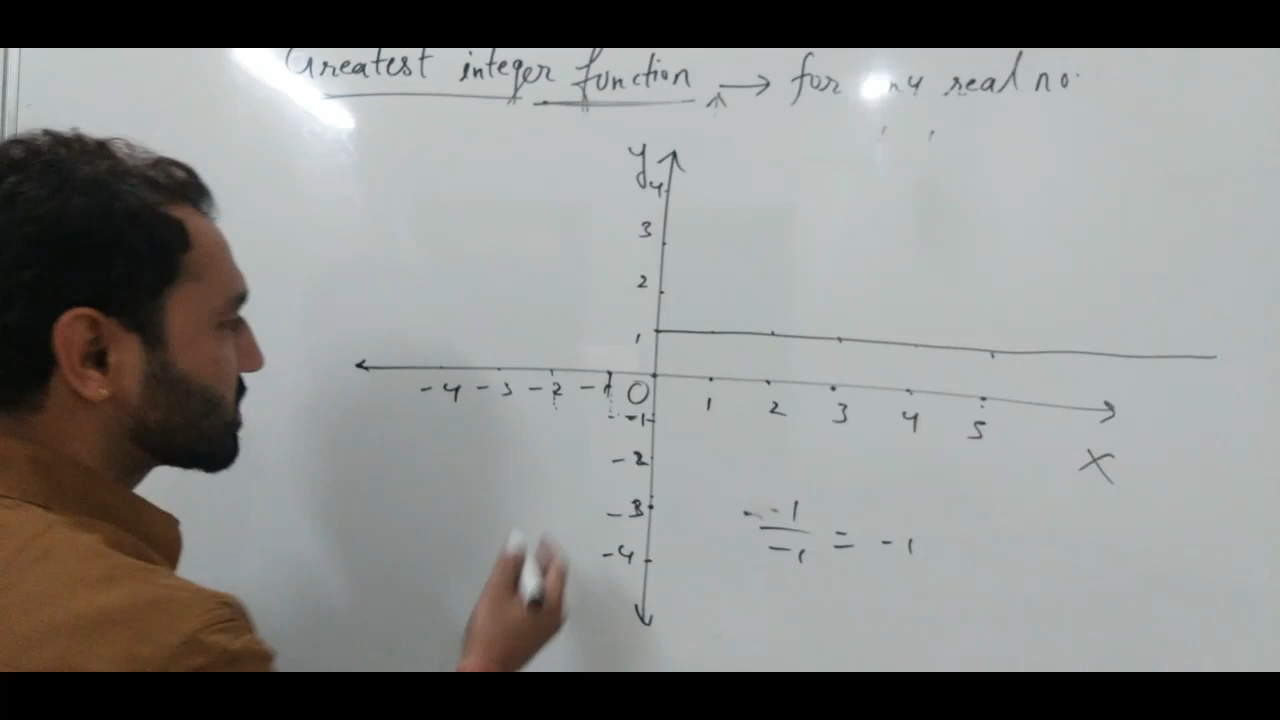 Greatest integer function → for any real no.
y
4
3
2
1
-4 -3 -2 -1 O 1 2 3 4 5
X
-1
-2
-3
-4
-1
/ -1 = -1